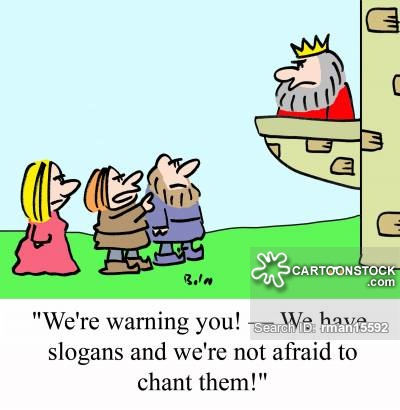 Bolw
CARTOONSTOCK
.com
Search ID: rman15592
"We're warning you! — We have
slogans and we're not afraid to
chant them!"